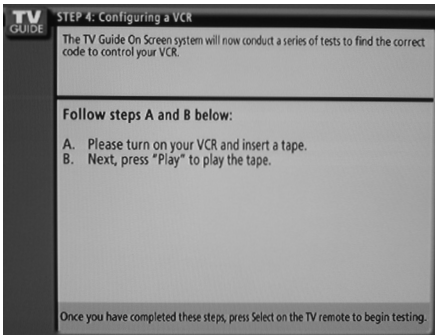 TV
GUIDE
STEP 4: Configuring a VCR
The TV Guide On Screen system will now conduct a series of tests to find the correct
code to control your VCR.
Follow steps A and B below:
A. Please turn on your VCR and insert a tape.
B. Next, press "Play" to play the tape.
Once you have completed these steps, press Select on the TV remote to begin testing.